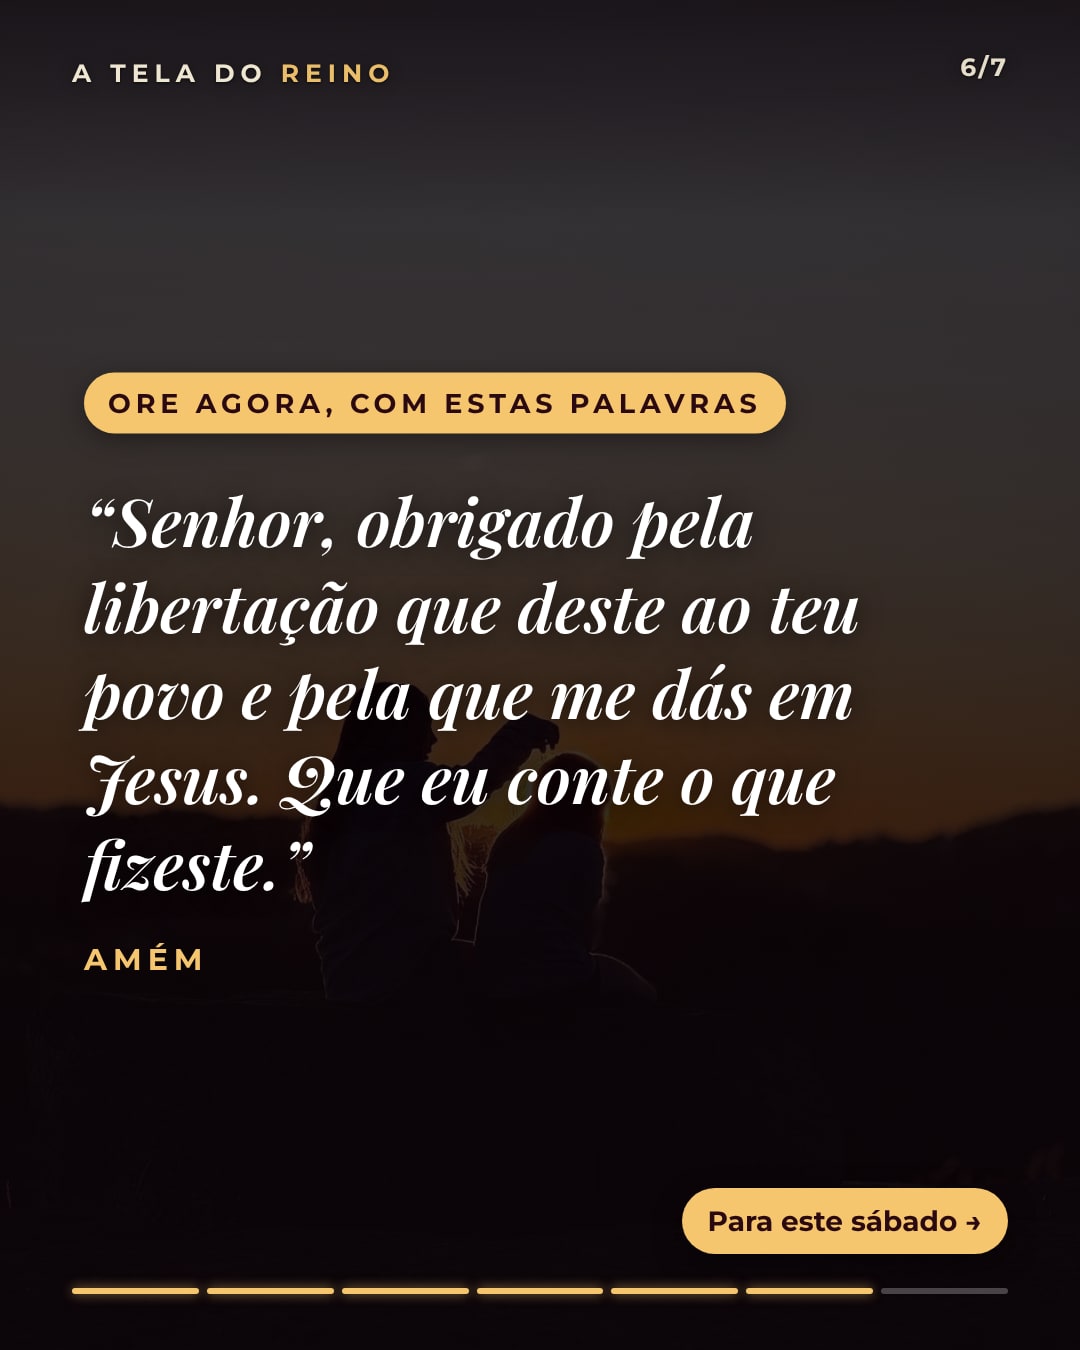 A TELA DO REINO
6/7
ORE AGORA, COM ESTAS PALAVRAS
“Senhor, obrigado pela
libertação que deste ao teu
povo e pela que me dás em
Jesus. Que eu conte o que
fizeste.”
AMÉM
Para este sábado →